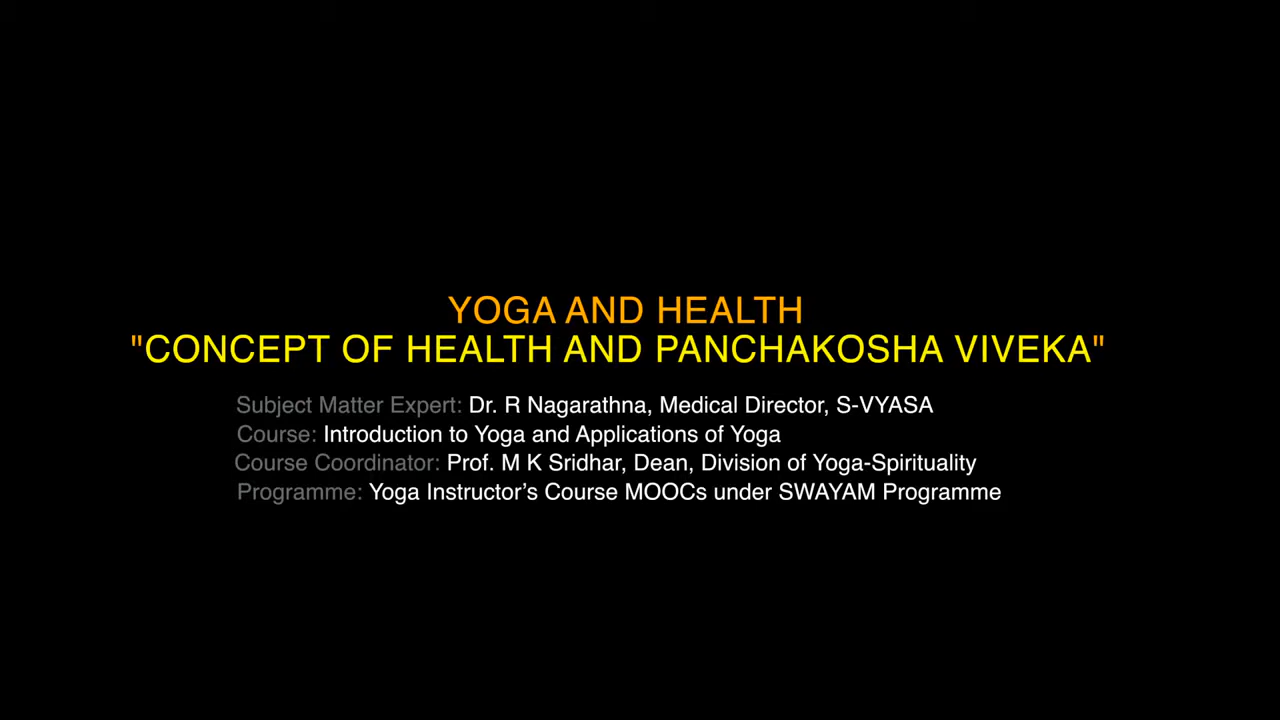 YOGA AND HEALTH
"CONCEPT OF HEALTH AND PANCHAKOSHA VIVEKA"
Subject Matter Expert: Dr. R Nagarathna, Medical Director, S-VYASA
Course: Introduction to Yoga and Applications of Yoga
Course Coordinator: Prof. M K Sridhar, Dean, Division of Yoga-Spirituality
Programme: Yoga Instructor’s Course MOOCs under SWAYAM Programme